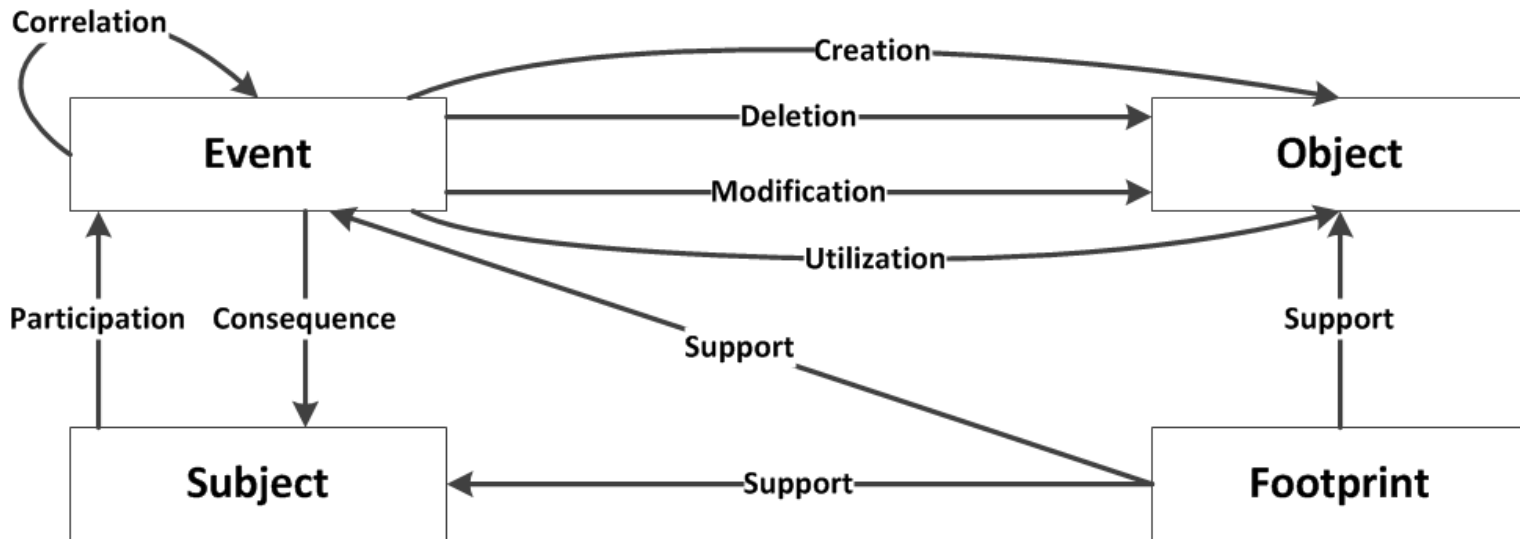 Correlation
Creation
Deletion
Event
Object
Modification
Utilization
Participation
Consequence
Support
Support
Subject
Support
Footprint